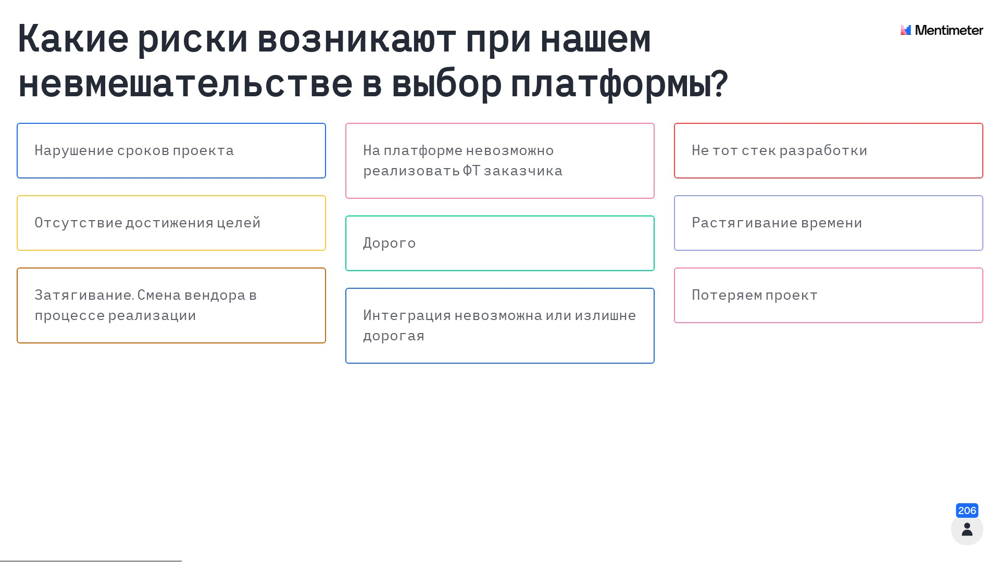 Какие риски возникают при нашем
невмешательстве в выбор платформы?
Mentimeter
Нарушение сроков проекта
Отсутствие достижения целей
Затягивание. Смена вендора в
процессе реализации
На платформе невозможно
реализовать ФТ заказчика
Дорого
Интеграция невозможна или излишне
дорогая
Не тот стек разработки
Растягивание времени
Потеряем проект
206